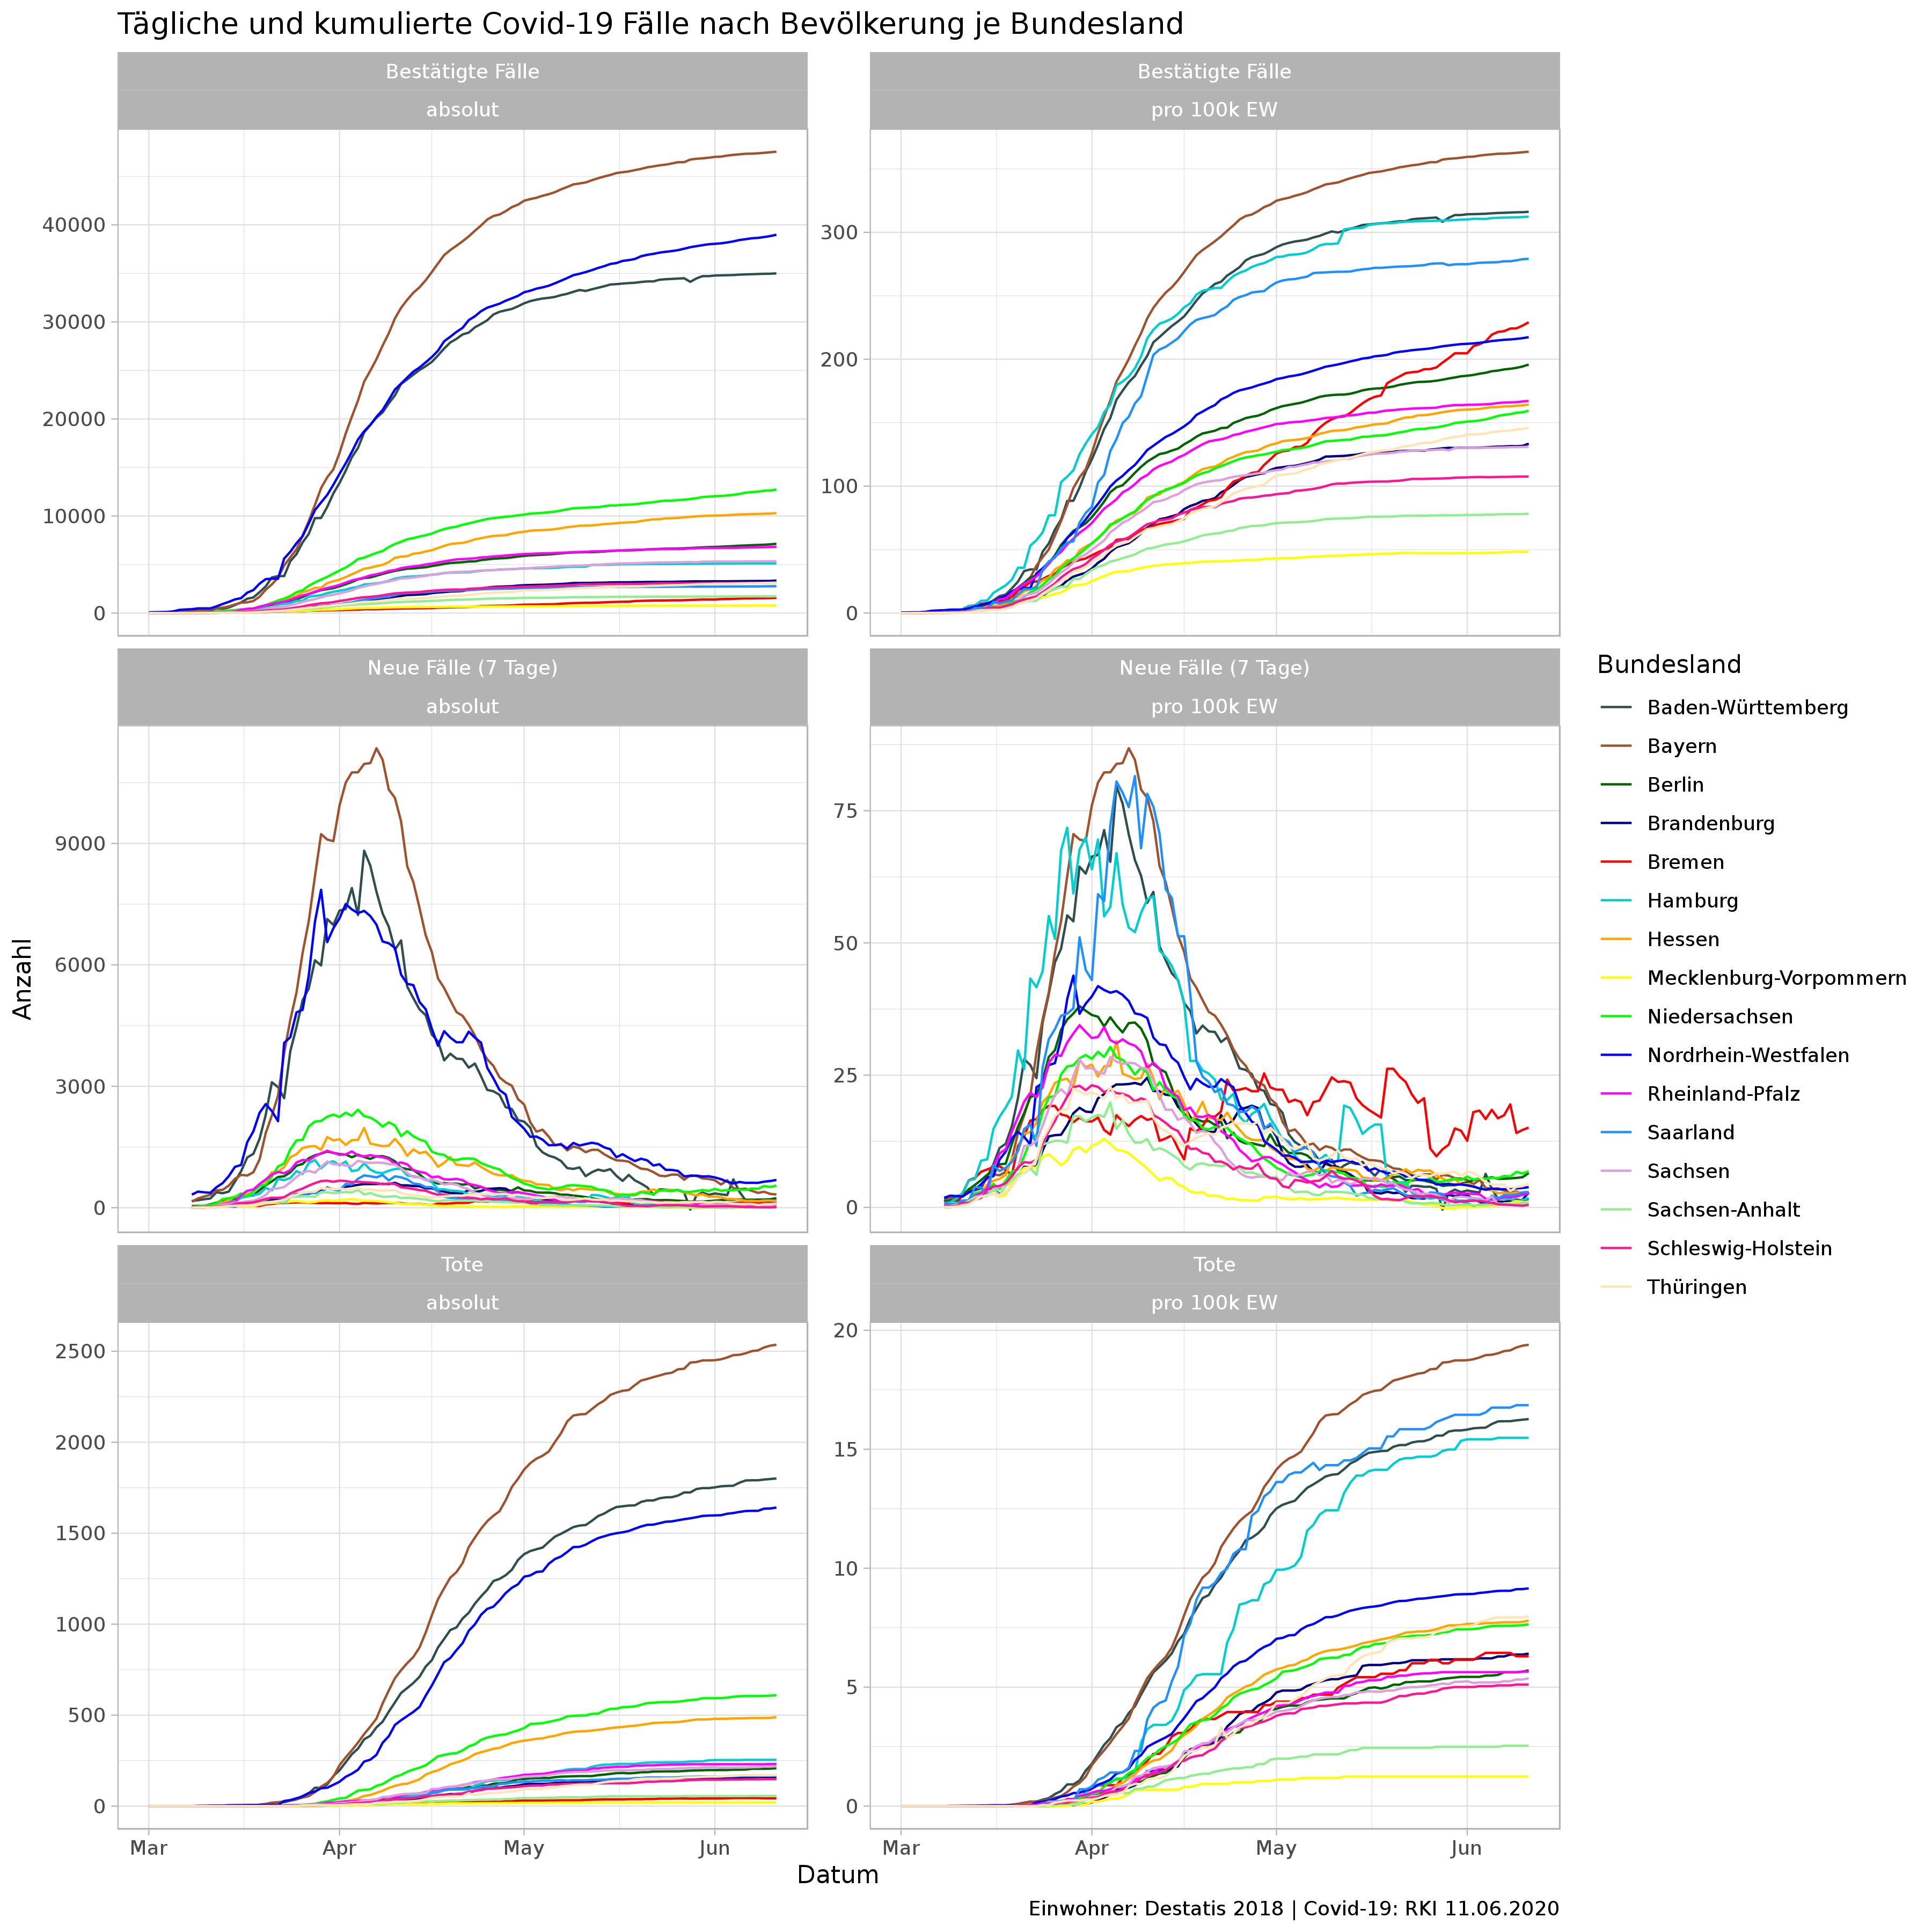 Tägliche und kumulierte Covid-19 Fälle nach Bevölkerung je Bundesland
Bestätigte Fälle
absolut
Bestätigte Fälle
pro 100k EW
40000
30000
20000
10000
0
300
200
100
0
Neue Fälle (7 Tage)
absolut
Neue Fälle (7 Tage)
pro 100k EW
9000
6000
3000
0
75
50
25
0
Anzahl
Tote
absolut
Tote
pro 100k EW
2500
2000
1500
1000
500
0
20
15
10
5
0
Mar Apr May Jun
Mar Apr May Jun
Datum
Bundesland
Baden-Württemberg
Bayern
Berlin
Brandenburg
Bremen
Hamburg
Hessen
Mecklenburg-Vorpommern
Niedersachsen
Nordrhein-Westfalen
Rheinland-Pfalz
Saarland
Sachsen
Sachsen-Anhalt
Schleswig-Holstein
Thüringen
Einwohner: Destatis 2018 | Covid-19: RKI 11.06.2020